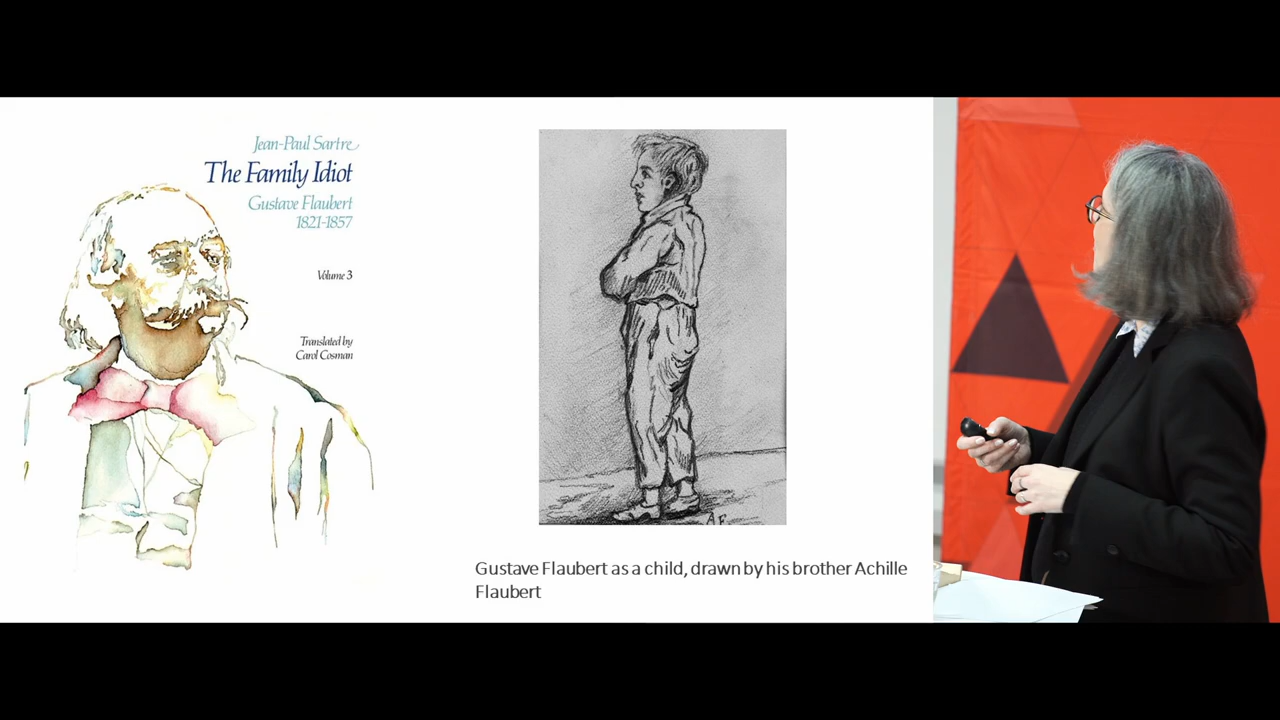 Jean-Paul Sartre
The Family Idiot
Gustave Flaubert
1821-1857
Volume 3
Translated by
Carol Cosman
A F.
Gustave Flaubert as a child, drawn by his brother Achille
Flaubert